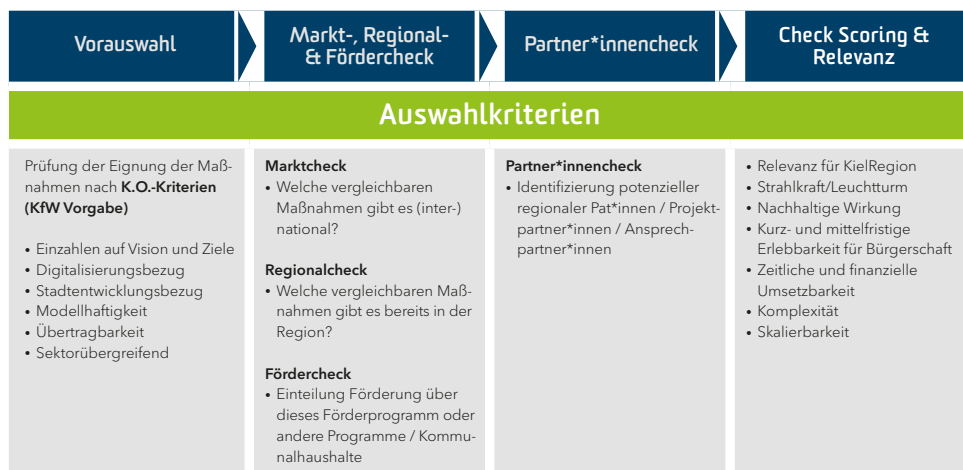 Vorauswahl
Markt-, Regional-
& Fördercheck
Partner*innencheck
Check Scoring &
Relevanz
Auswahlkriterien
Prüfung der Eignung der Maß-
nahmen nach K.O.-Kriterien
(KfW Vorgabe)
• Einzahlen auf Vision und Ziele
• Digitalisierungsbezug
• Stadtentwicklungsbezug
• Modellhaftigkeit
• Übertragbarkeit
• Sektorübergreifend
Marktcheck
• Welche vergleichbaren
Maßnahmen gibt es (inter-)
national?
Regionalcheck
• Welche vergleichbaren Maß-
nahmen gibt es bereits in der
Region?
Fördercheck
• Einteilung Förderung über
dieses Förderprogramm oder
andere Programme / Kommu-
nalhaushalte
Partner*innencheck
• Identifizierung potenzieller
regionaler Pat*innen / Projekt-
partner*innen / Ansprech-
partner*innen
• Relevanz für KielRegion
• Strahlkraft/Leuchtturm
• Nachhaltige Wirkung
• Kurz- und mittelfristige
Erlebbarkeit für Bürgerschaft
• Zeitliche und finanzielle
Umsetzbarkeit
• Komplexität
• Skalierbarkeit